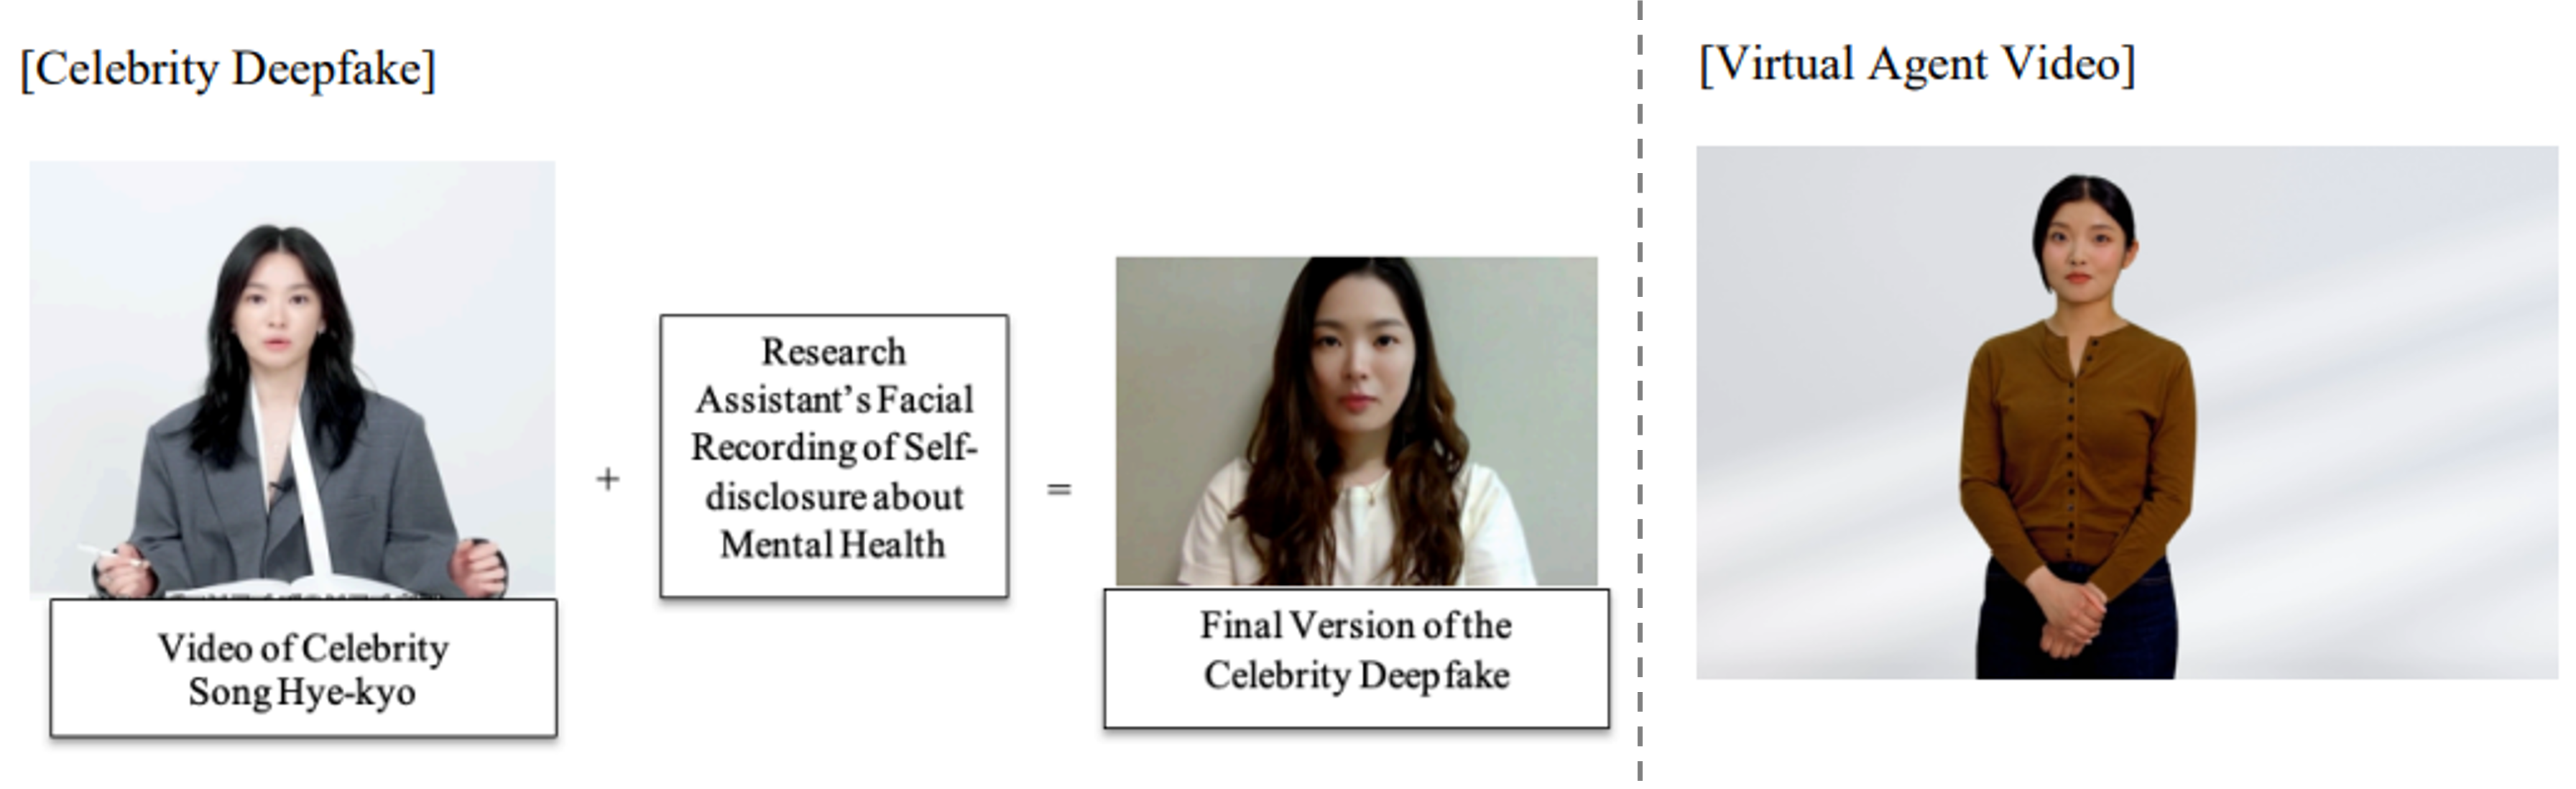 [Celebrity Deepfake]
Video of Celebrity
Song Hye-kyo
+
Research
Assistant's Facial
Recording of Self-
disclosure about
Mental Health
=
Final Version of the
Celebrity Deepfake
[Virtual Agent Video]